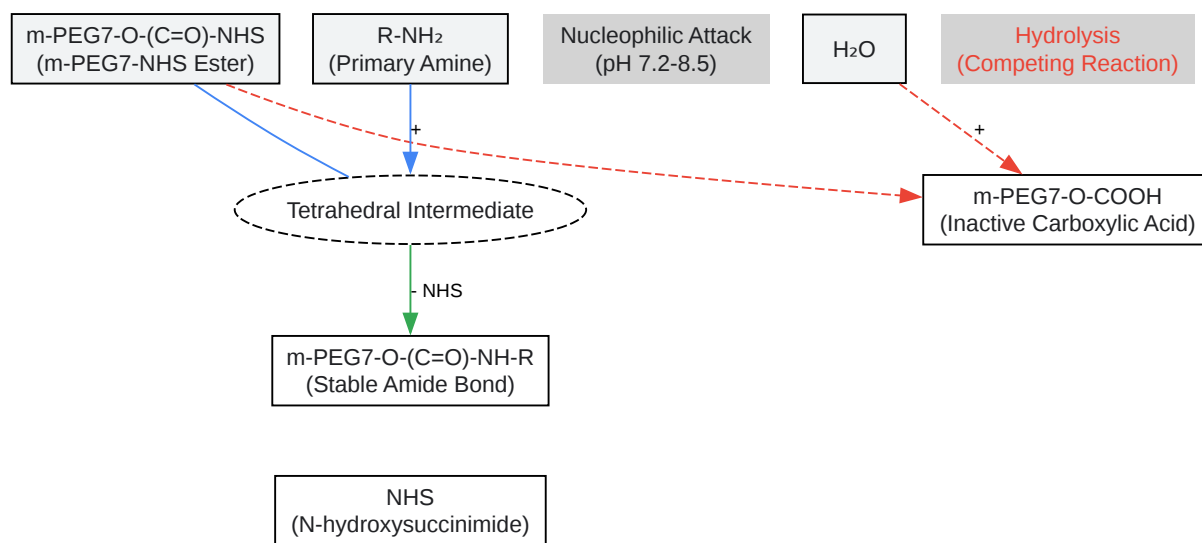 m-PEG7-O-(C=O)-NHS
(m-PEG7-NHS Ester)
R-NH₂
(Primary Amine)
Nucleophilic Attack
(pH 7.2-8.5)
H₂O
Hydrolysis
(Competing Reaction)
+
+
Tetrahedral Intermediate
m-PEG7-O-COOH
(Inactive Carboxylic Acid)
- NHS
m-PEG7-O-(C=O)-NH-R
(Stable Amide Bond)
NHS
(N-hydroxysuccinimide)